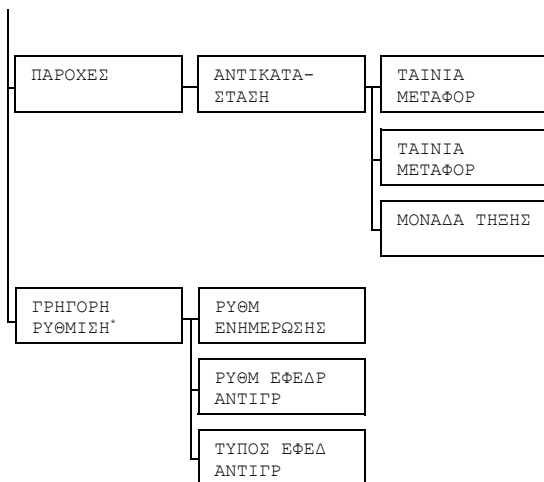 ΠΑΡΟΧΕΣ
ΑΝΤΙΚΑΤΑ-
ΣΤΑΣΗ
ΤΑΙΝΙΑ
ΜΕΤΑΦΟΡ
ΤΑΙΝΙΑ
ΜΕΤΑΦΟΡ
ΜΟΝΑΔΑ ΤΗΞΗΣ
ΓΡΗΓΟΡΗ
ΡΥΘΜΙΣΗ*
ΡΥΘΜ
ΕΝΗΜΕΡΩΣΗΣ
ΡΥΘΜ ΕΦΕΔΡ
ΑΝΤΙΓΡ
ΤΥΠΟΣ ΕΦΕΔ
ΑΝΤΙΓΡ